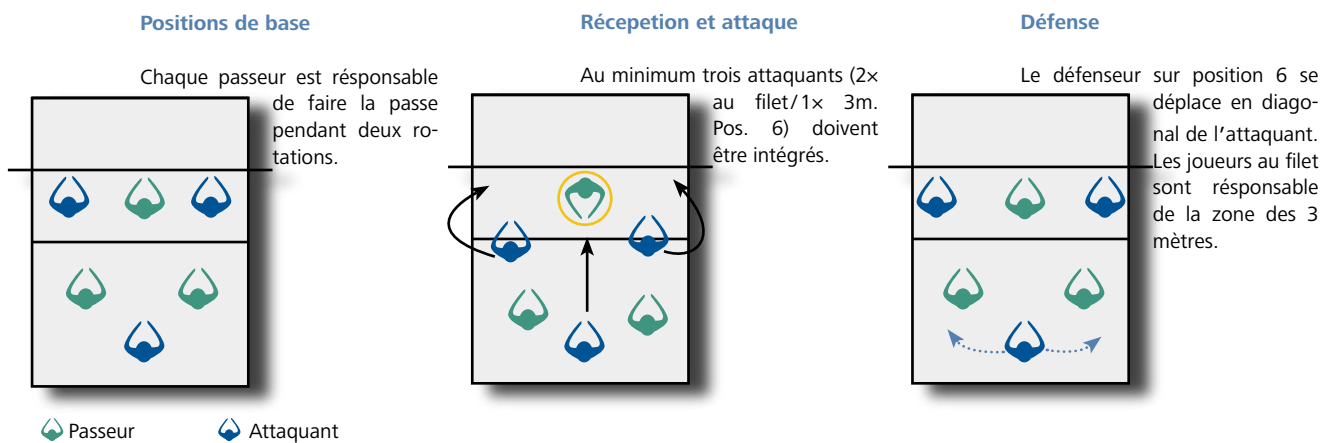 Positions de base
Chaque passeur est résponsable
de faire la passe
pendant deux ro-
tations.
Récepetion et attaque
Au minimum trois attaquants (2×
au filet/1× 3m.
Pos. 6) doivent
être intégrés.
Défense
Le défenseur sur position 6 se
déplace en diago-
nal de l'attaquant.
Les joueurs au filet
sont résponsable
de la zone des 3
mètres.
Passeur
Attaquant